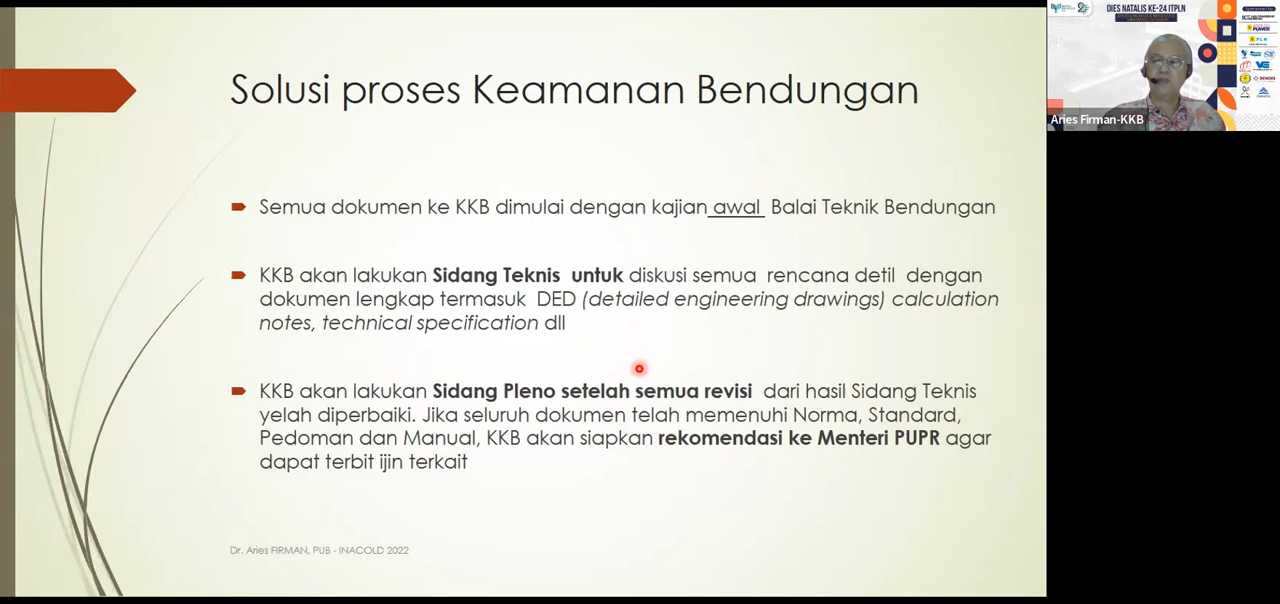 Solusi proses Keamanan Bendungan
Semua dokumen ke KKB dimulai dengan kajian awal Balai Teknik Bendungan
KKB akan lakukan Sidang Teknis untuk diskusi semua rencana detil dengan
dokumen lengkap termasuk DED (detailed engineering drawings) calculation
notes, technical specification dll
KKB akan lakukan Sidang Pleno setelah semua revisi dari hasil Sidang Teknis
yelah diperbaiki. Jika seluruh dokumen telah memenuhi Norma, Standard,
Pedoman dan Manual, KKB akan siapkan rekomendasi ke Menteri PUPR agar
dapat terbit ijin terkait
Dr. Aries FIRMAN, PUB - INACOLD 2022
DIES NATALIS KE-24 ITPLN
Aries Firman-KKB